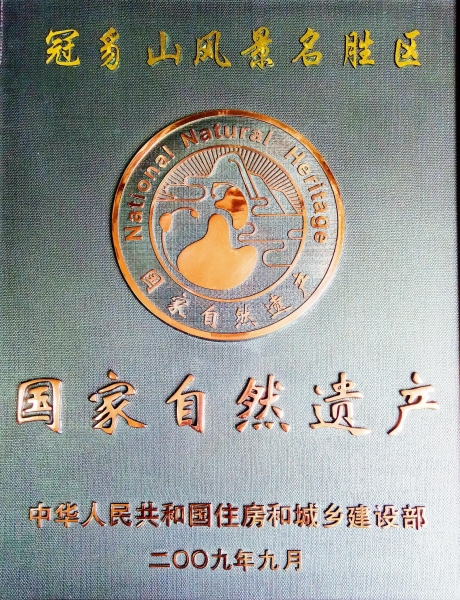 冠豸山风景名胜区
National Natural Heritage
国家自然遗产
国家自然遗产
中华人民共和国住房和城乡建设部
二〇〇九年九月